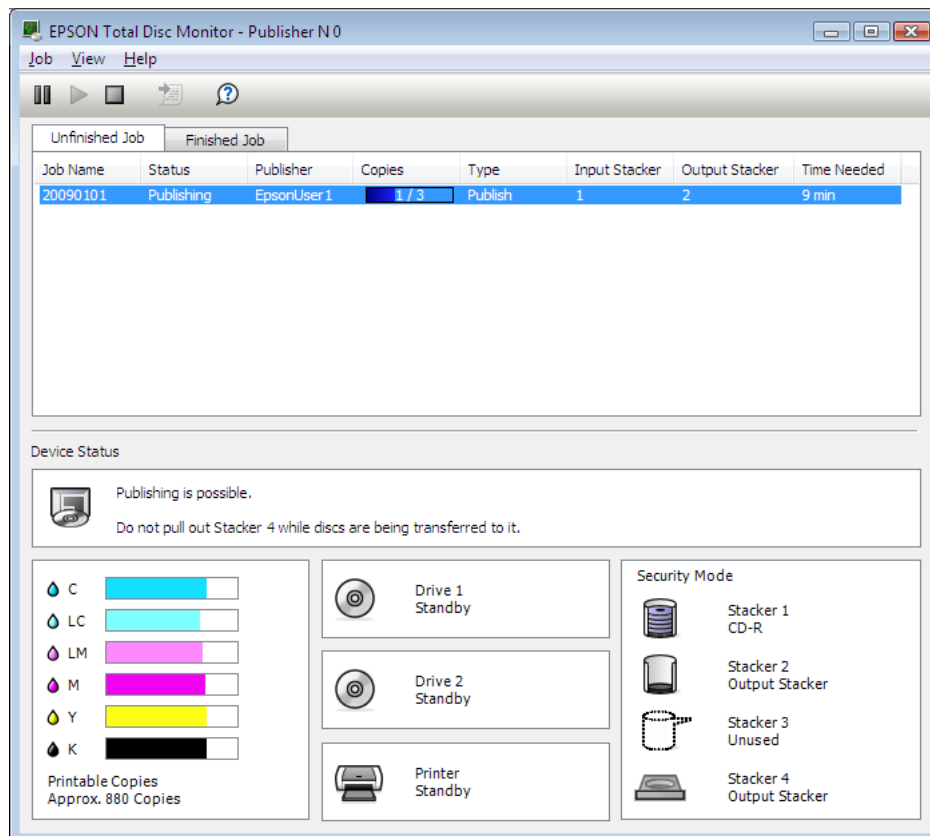 EPSON Total Disc Monitor - Publisher N 0
Job View Help
Unfinished Job Finished Job
Job Name Status Publisher Copies Type Input Stacker Output Stacker Time Needed
20090101 Publishing EpsonUser1 1 / 3 Publish 1 2 9 min
Device Status
Publishing is possible.
Do not pull out Stacker 4 while discs are being transferred to it.
C
LC
LM
M
Y
K
Printable Copies
Approx. 880 Copies
Drive 1
Standby
Drive 2
Standby
Printer
Standby
Security Mode
Stacker 1
CD-R
Stacker 2
Output Stacker
Stacker 3
Unused
Stacker 4
Output Stacker